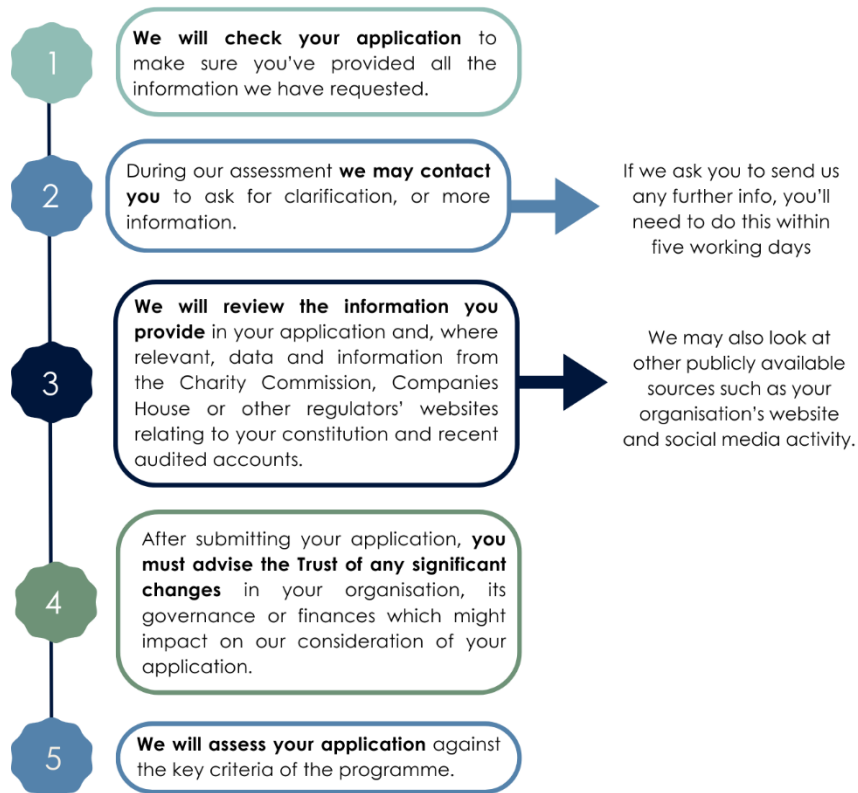 1
We will check your application to
make sure you've provided all the
information we have requested.
2
During our assessment we may contact
you to ask for clarification, or more
information.
If we ask you to send us
any further info, you'll
need to do this within
five working days
3
We will review the information you
provide in your application and, where
relevant, data and information from
the Charity Commission, Companies
House or other regulators' websites
relating to your constitution and recent
audited accounts.
We may also look at
other publicly available
sources such as your
organisation's website
and social media activity.
4
After submitting your application, you
must advise the Trust of any significant
changes in your organisation, its
governance or finances which might
impact on our consideration of your
application.
5
We will assess your application against
the key criteria of the programme.